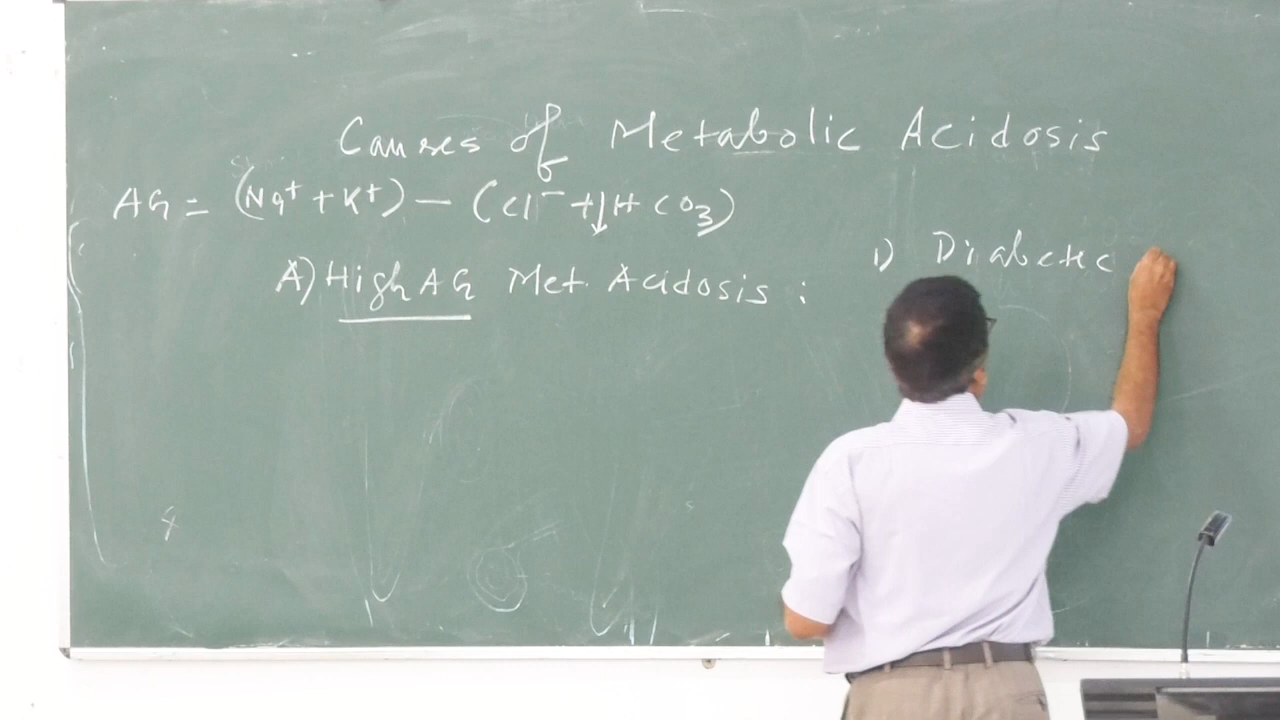 Causes of Metabolic Acidosis
AG = (Na⁺ + K⁺) — (Cl⁻ + ↓HCO₃)
A) High AG Met. Acidosis :
1) Diabetic